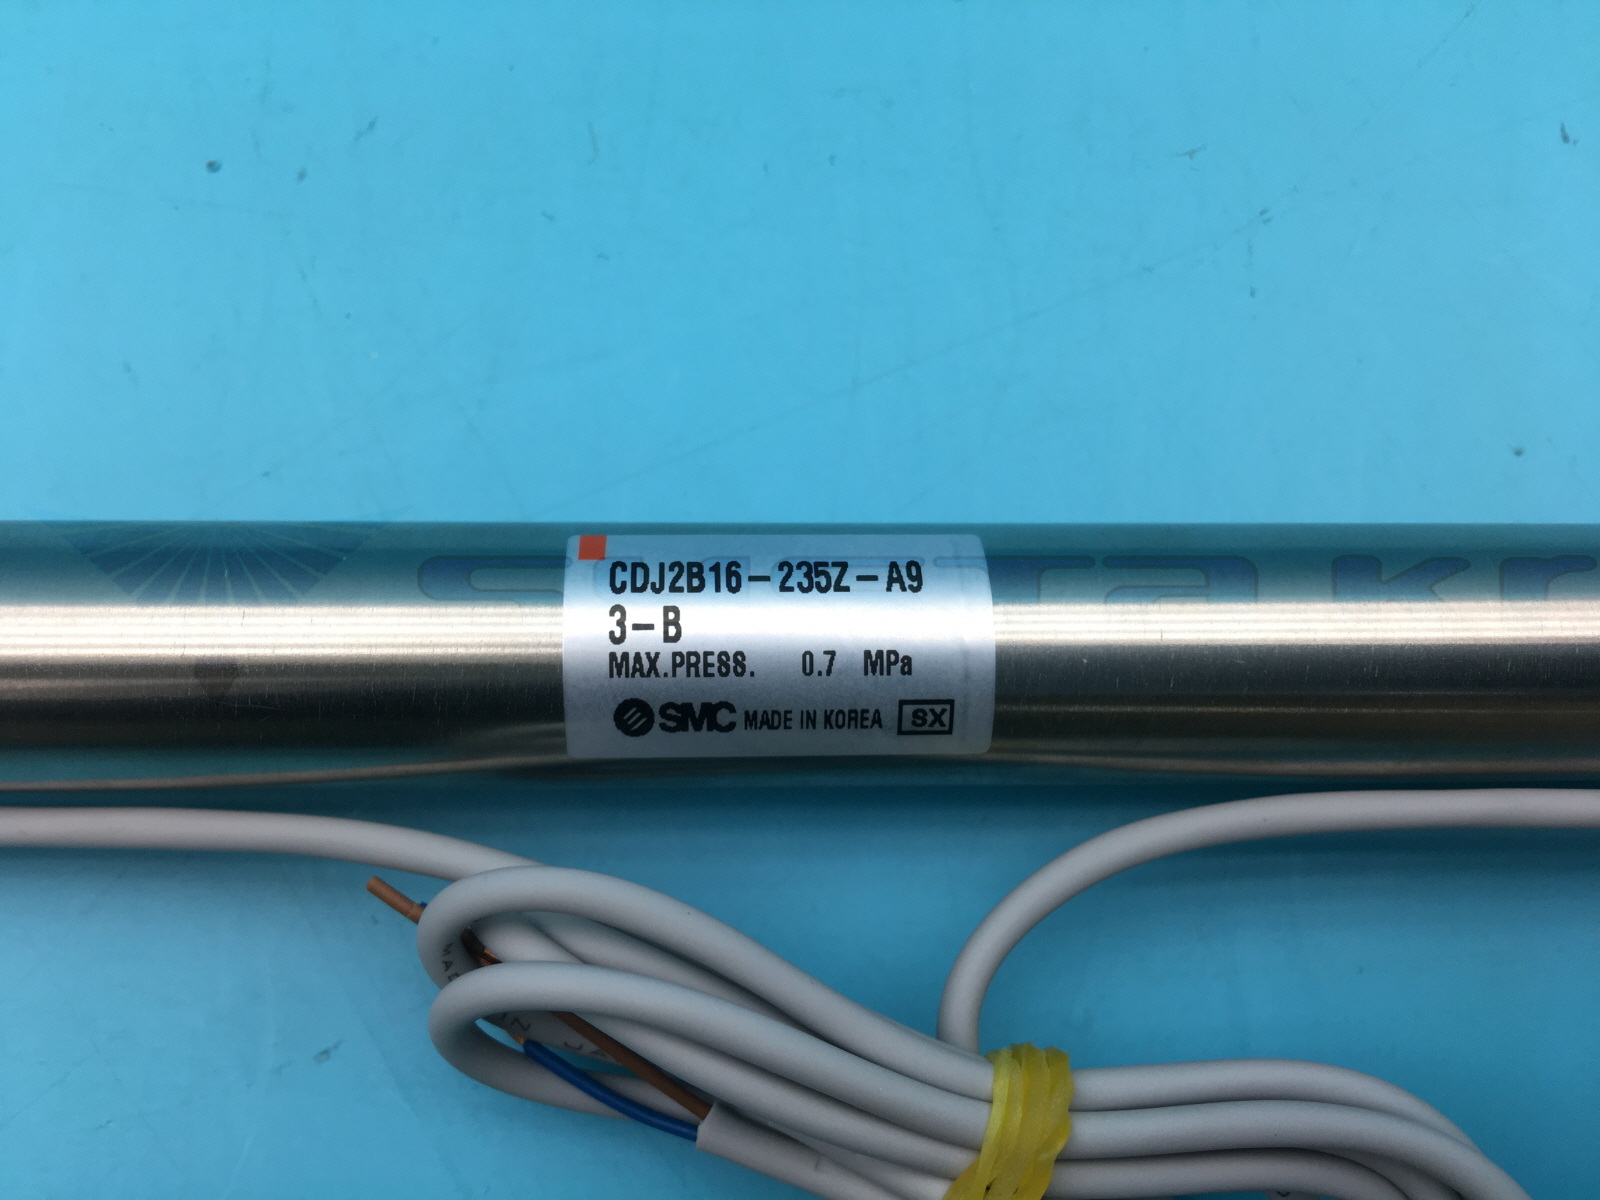 CDJ2B16-235Z-A9
3-B
MAX.PRESS. 0.7 MPa
SMC MADE IN KOREA SX